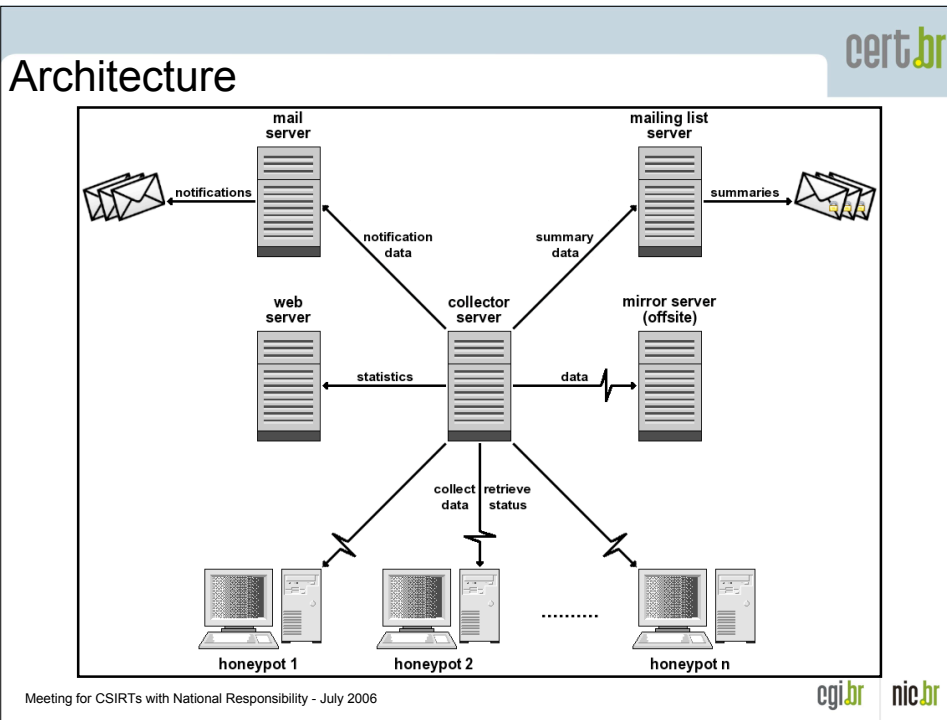 cert.br
Architecture
mail
server
mailing list
server
notifications
summaries
notification
data
summary
data
web
server
collector
server
mirror server
(offsite)
statistics
data
collect
data
retrieve
status
honeypot 1
honeypot 2
..........
honeypot n
Meeting for CSIRTs with National Responsibility - July 2006
cgi.br
nic.br